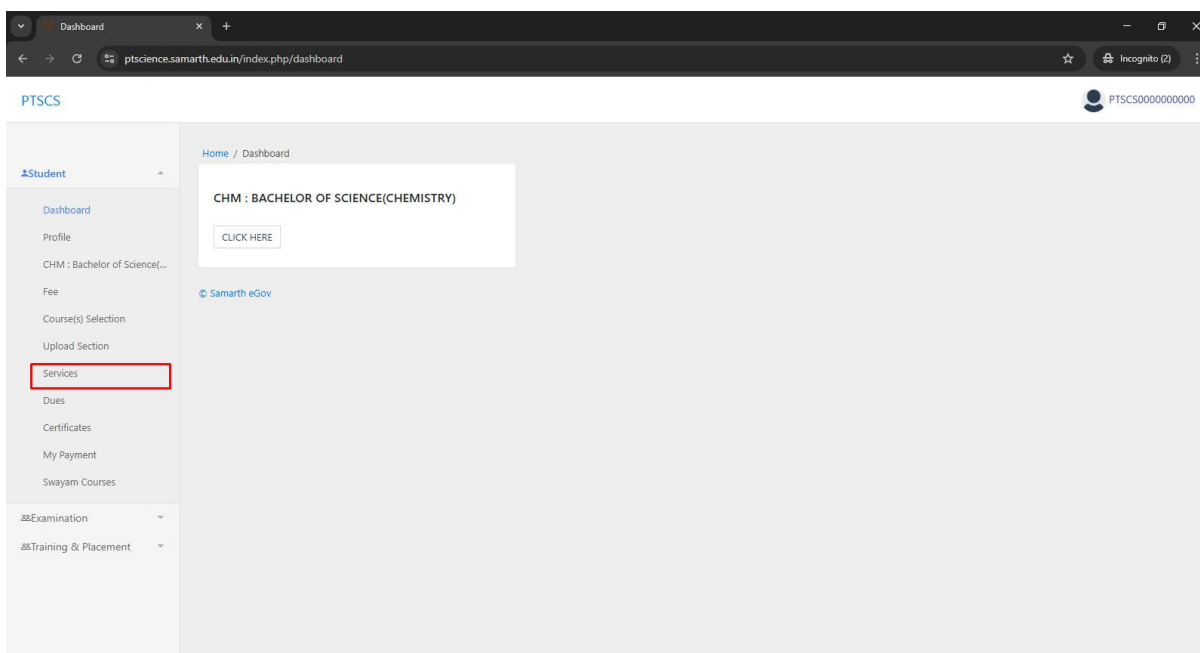 Dashboard
ptscience.samarth.edu.in/index.php/dashboard
Incognito (2)
PTSCS
PTSCS0000000000
Student
Dashboard
Profile
CHM : Bachelor of Science(...
Fee
Course(s) Selection
Upload Section
Services
Dues
Certificates
My Payment
Swayam Courses
Examination
Training & Placement
Home / Dashboard
CHM : BACHELOR OF SCIENCE(CHEMISTRY)
CLICK HERE
© Samarth eGov